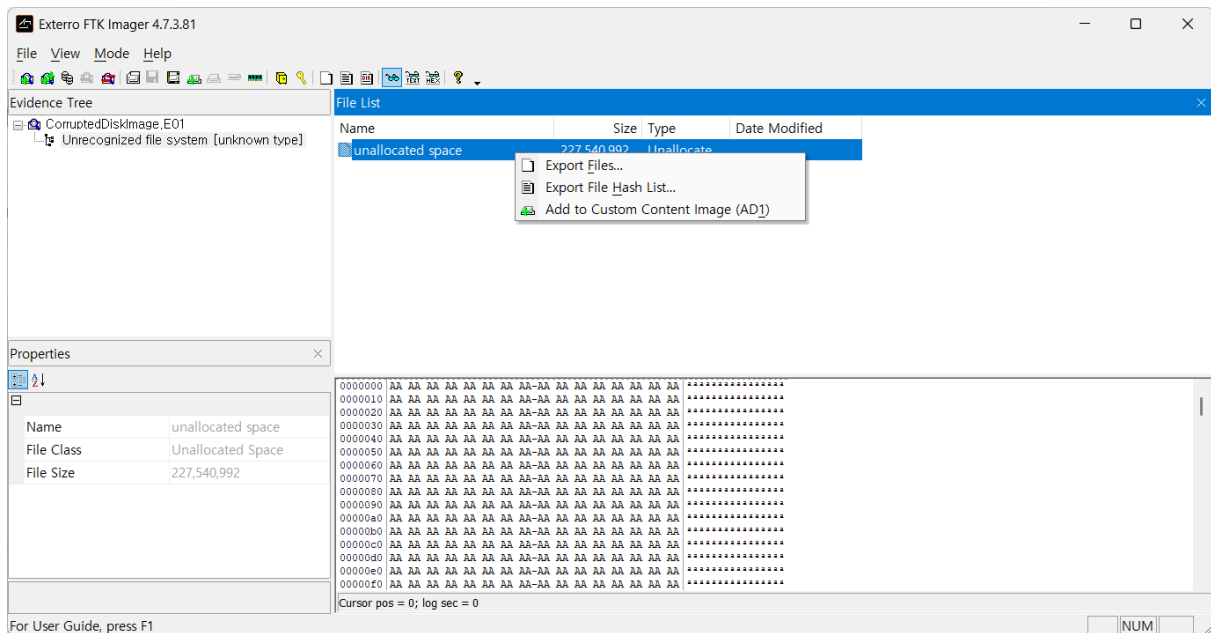 Exterro FTK Imager 4.7.3.81
File View Mode Help
Evidence Tree
CorruptedDiskImage,E01
Unrecognized file system [unknown type]
File List
Name Size Type Date Modified
unallocated space 227,540,992 Unallocate
Export Files...
Export File Hash List...
Add to Custom Content Image (AD1)
Properties
Name unallocated space
File Class Unallocated Space
File Size 227,540,992
0000000 AA AA AA AA AA AA AA AA-AA AA AA AA AA AA AA AA ªªªªªªªªªªªªªªªª
0000010 AA AA AA AA AA AA AA AA-AA AA AA AA AA AA AA AA ªªªªªªªªªªªªªªªª
0000020 AA AA AA AA AA AA AA AA-AA AA AA AA AA AA AA AA ªªªªªªªªªªªªªªªª
0000030 AA AA AA AA AA AA AA AA-AA AA AA AA AA AA AA AA ªªªªªªªªªªªªªªªª
0000040 AA AA AA AA AA AA AA AA-AA AA AA AA AA AA AA AA ªªªªªªªªªªªªªªªª
0000050 AA AA AA AA AA AA AA AA-AA AA AA AA AA AA AA AA ªªªªªªªªªªªªªªªª
0000060 AA AA AA AA AA AA AA AA-AA AA AA AA AA AA AA AA ªªªªªªªªªªªªªªªª
0000070 AA AA AA AA AA AA AA AA-AA AA AA AA AA AA AA AA ªªªªªªªªªªªªªªªª
0000080 AA AA AA AA AA AA AA AA-AA AA AA AA AA AA AA AA ªªªªªªªªªªªªªªªª
0000090 AA AA AA AA AA AA AA AA-AA AA AA AA AA AA AA AA ªªªªªªªªªªªªªªªª
00000a0 AA AA AA AA AA AA AA AA-AA AA AA AA AA AA AA AA ªªªªªªªªªªªªªªªª
00000b0 AA AA AA AA AA AA AA AA-AA AA AA AA AA AA AA AA ªªªªªªªªªªªªªªªª
00000c0 AA AA AA AA AA AA AA AA-AA AA AA AA AA AA AA AA ªªªªªªªªªªªªªªªª
00000d0 AA AA AA AA AA AA AA AA-AA AA AA AA AA AA AA AA ªªªªªªªªªªªªªªªª
00000e0 AA AA AA AA AA AA AA AA-AA AA AA AA AA AA AA AA ªªªªªªªªªªªªªªªª
00000f0 AA AA AA AA AA AA AA AA-AA AA AA AA AA AA AA AA ªªªªªªªªªªªªªªªª
Cursor pos = 0; log sec = 0
For User Guide, press F1
NUM